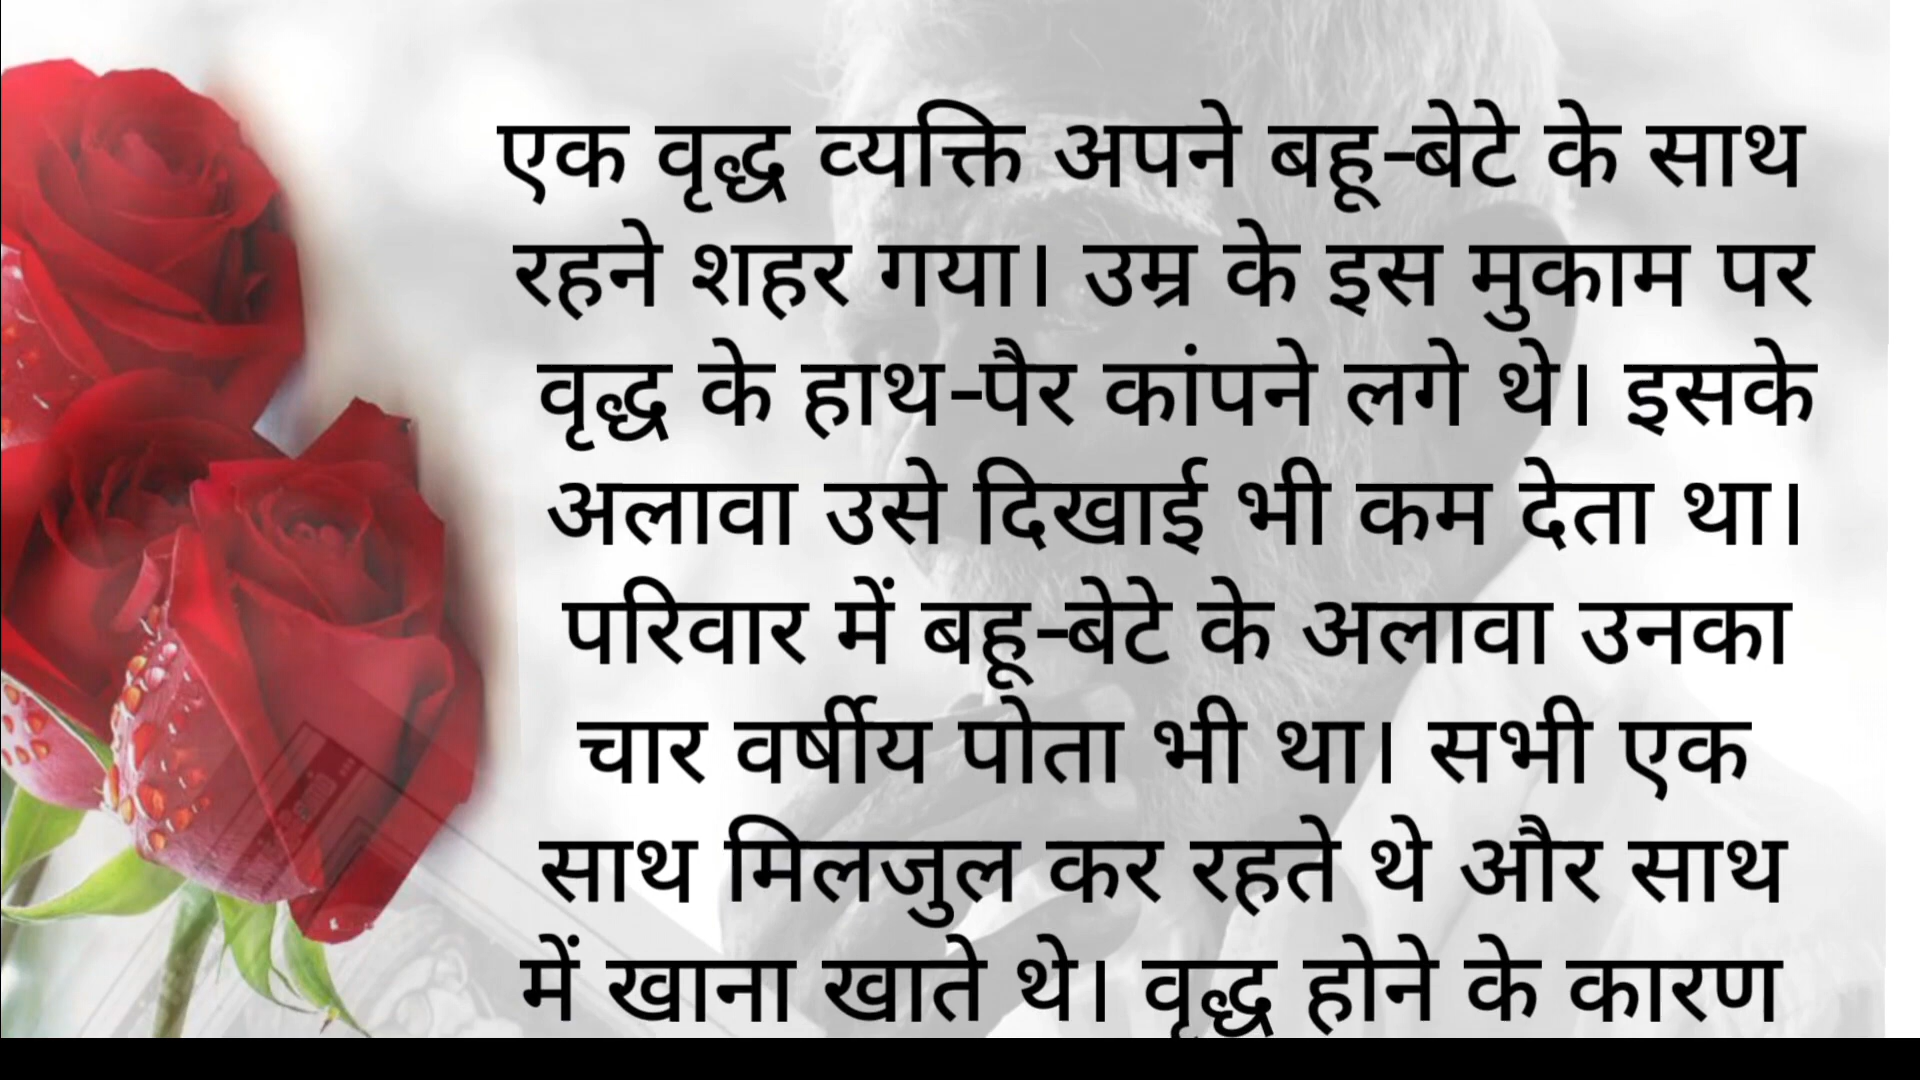 एक वृद्ध व्यक्ति अपने बहू-बेटे के साथ
रहने शहर गया। उम्र के इस मुकाम पर
वृद्ध के हाथ-पैर कांपने लगे थे। इसके
अलावा उसे दिखाई भी कम देता था।
परिवार में बहू-बेटे के अलावा उनका
चार वर्षीय पोता भी था। सभी एक
साथ मिलजुल कर रहते थे और साथ
में खाना खाते थे। वृद्ध होने के कारण